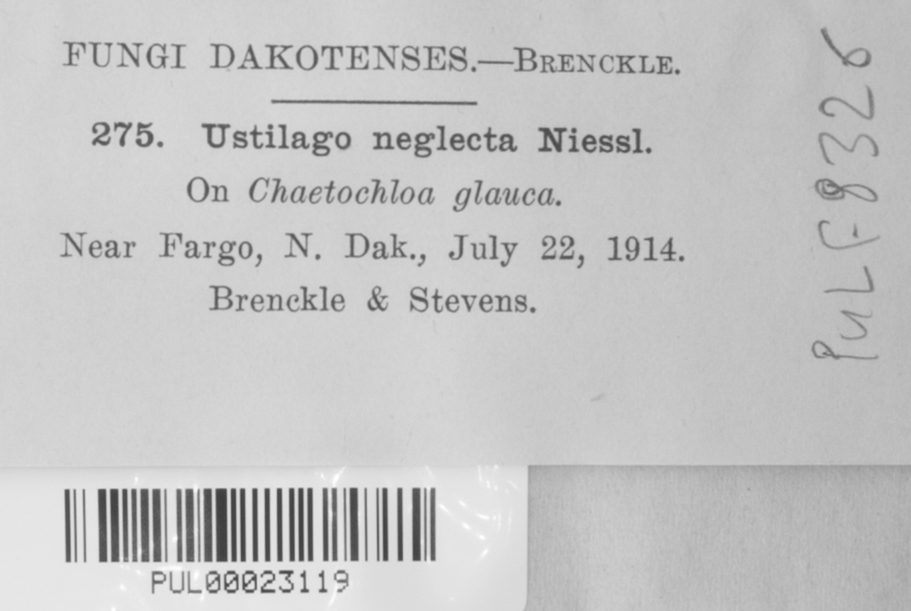 FUNGI DAKOTENSES.—BRENCKLE.
275. Ustilago neglecta Niessl.
On Chaetochloa glauca.
Near Fargo, N. Dak., July 22, 1914.
Brenckle & Stevens.
PUL F8326
PUL00023119